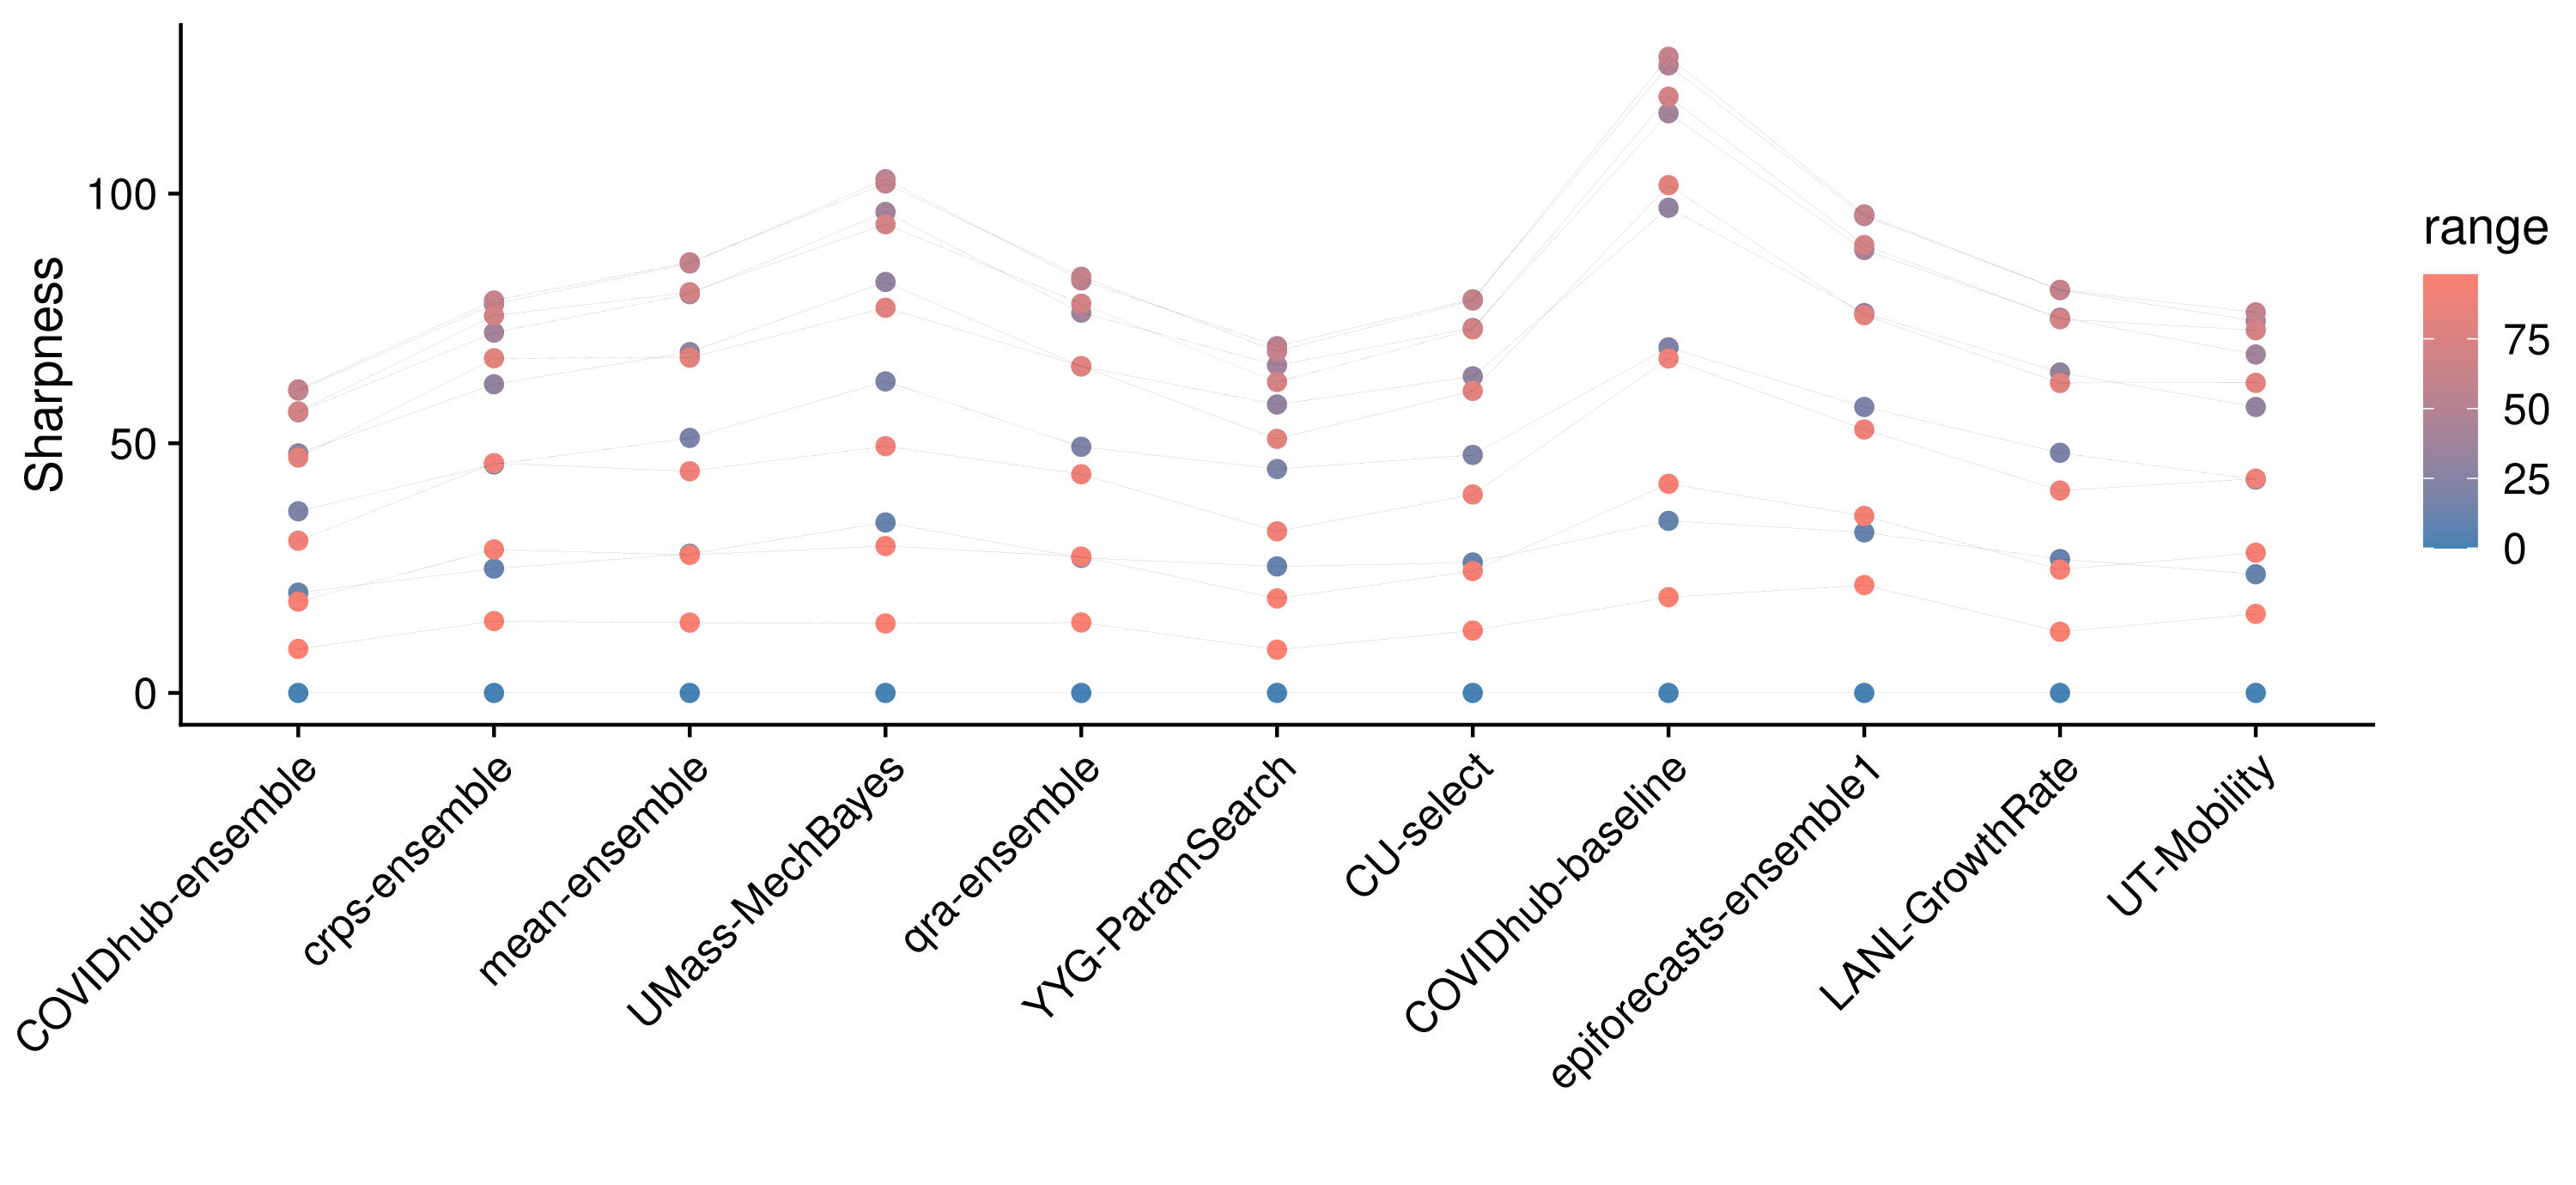 Sharpness
100
50
0
COVIDhub-ensemble
crps-ensemble
mean-ensemble
UMass-MechBayes
qra-ensemble
YYG-ParamSearch
CU-select
COVIDhub-baseline
epiforecasts-ensemble1
LANL-GrowthRate
UT-Mobility
range
75
50
25
0